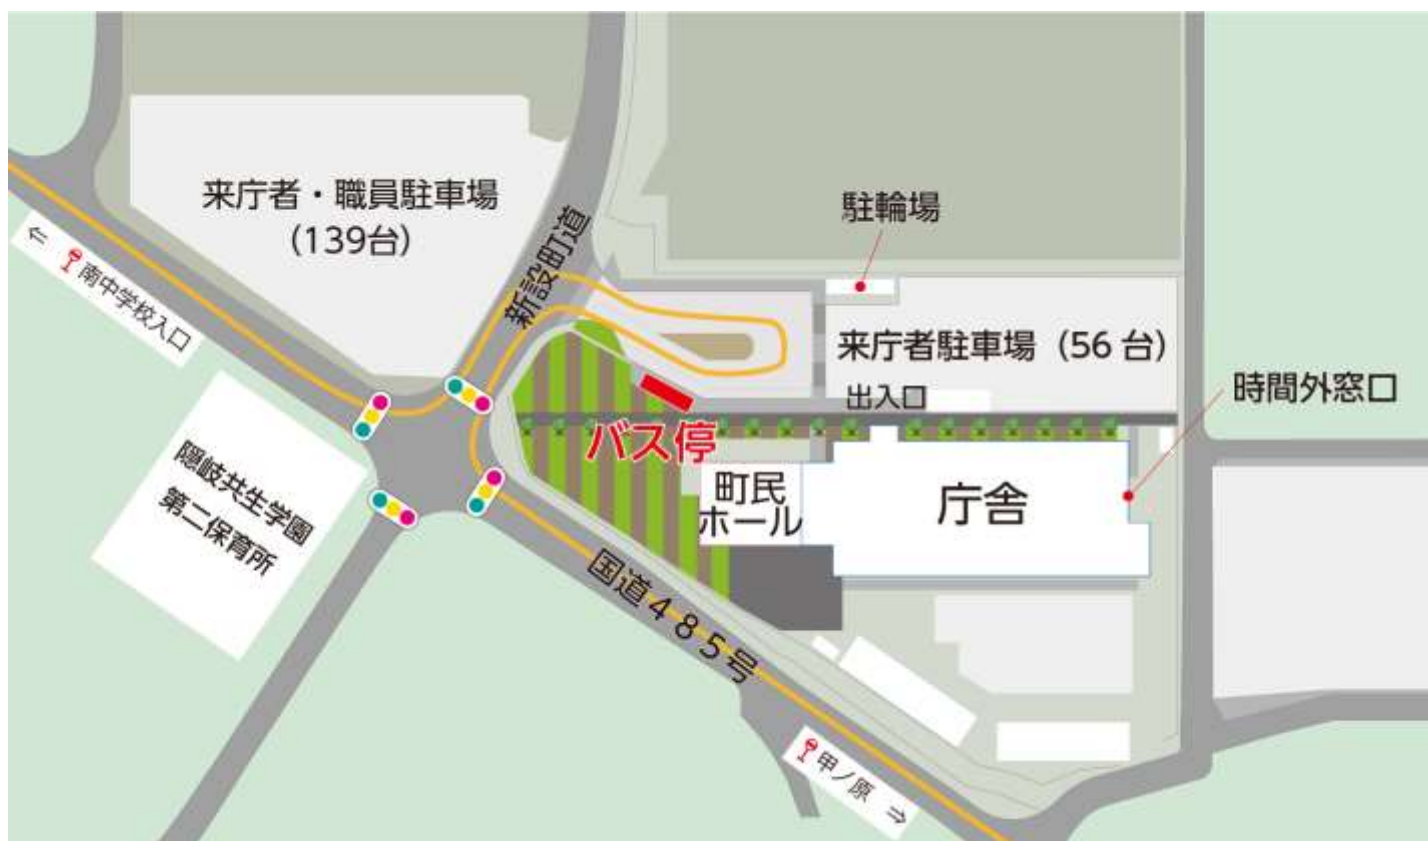 来庁者・職員駐車場
（139台）
新設町道
駐輪場
⇐ 南中学校入口
来庁者駐車場（56 台）
出入口
時間外窓口
バス停
町民
ホール
庁舎
隠岐共生学園
第二保育所
国道４８５号
甲ノ原 ⇒